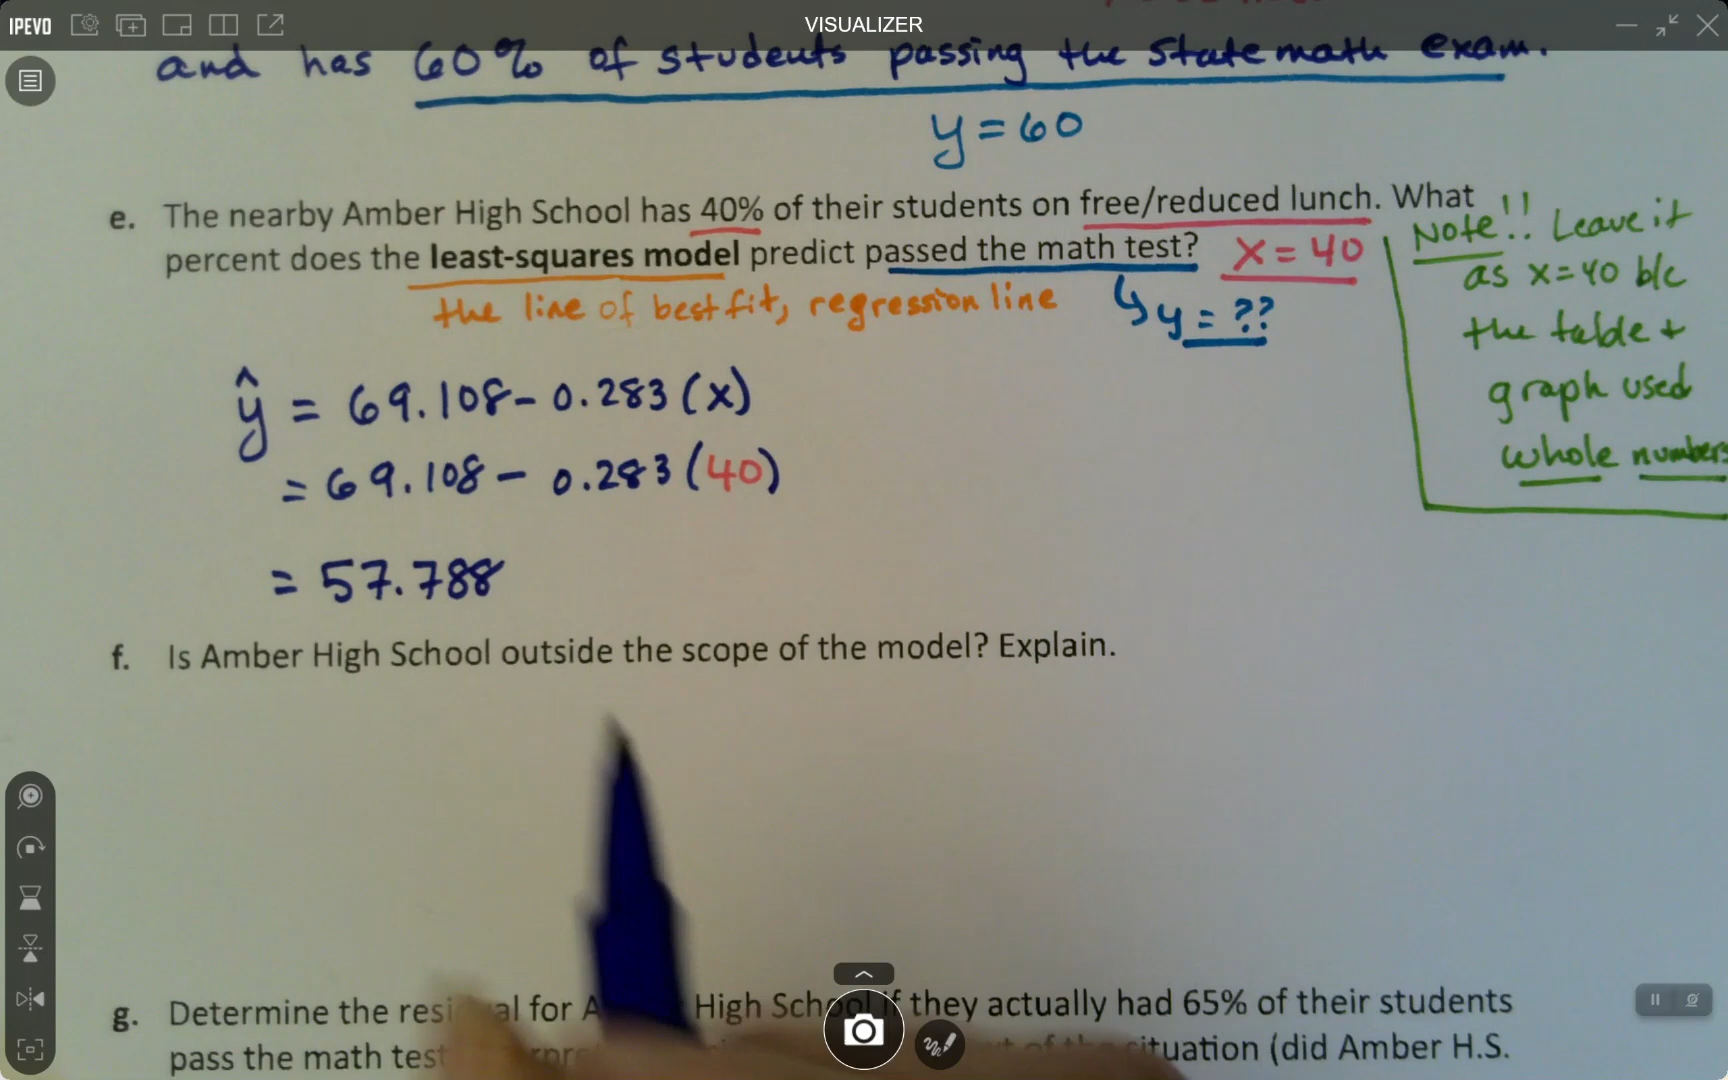 IPEVO
VISUALIZER
and has 60% of students passing the state math exam.
y = 60
e. The nearby Amber High School has 40% of their students on free/reduced lunch. What
percent does the least-squares model predict passed the math test? x = 40
the line of best fit, regression line
y = ??
Note!! Leave it
as x=40 b/c
the table +
graph used
whole numbers
ŷ = 69.108 - 0.283 (x)
= 69.108 - 0.283 (40)
= 57.788
f. Is Amber High School outside the scope of the model? Explain.
g. Determine the High School if they actually had 65% of their students
pass the math test situation (did Amber H.S.